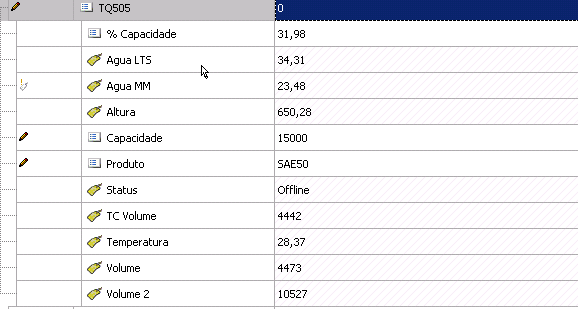 TQ505 0
% Capacidade 31,98
Agua LTS 34,31
Agua MM 23,48
Altura 650,28
Capacidade 15000
Produto SAE50
Status Offline
TC Volume 4442
Temperatura 28,37
Volume 4473
Volume 2 10527